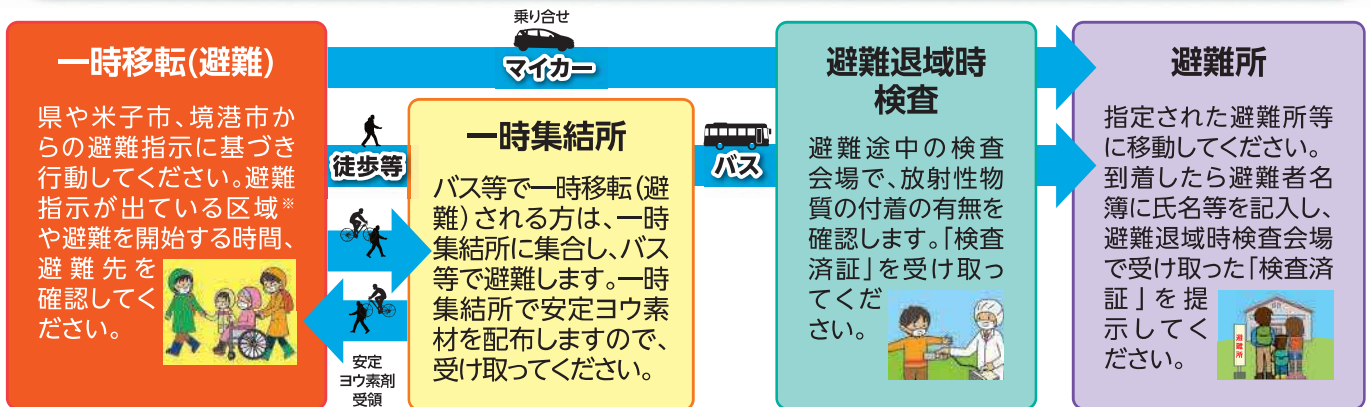 一時移転(避難)
県や米子市、境港市か
らの避難指示に基づき
行動してください。避難
指示が出ている区域※
や避難を開始する時間、
避難先を
確認してく
ださい。
乗り合せ
マイカー
徒歩等
安定
ヨウ素剤
受領
一時集結所
バス等で一時移転(避
難)される方は、一時
集結所に集合し、バス
等で避難します。一時
集結所で安定ヨウ素
材を配布しますので、
受け取ってください。
バス
避難退域時
検査
避難途中の検査
会場で、放射性物
質の付着の有無を
確認します。「検査
済証」を受け取っ
てくだ
さい。
避難所
指定された避難所等
に移動してください。
到着したら避難者名
簿に氏名等を記入し、
避難退域時検査会場
で受け取った「検査済
証」を提
示してく
ださい。
避難所